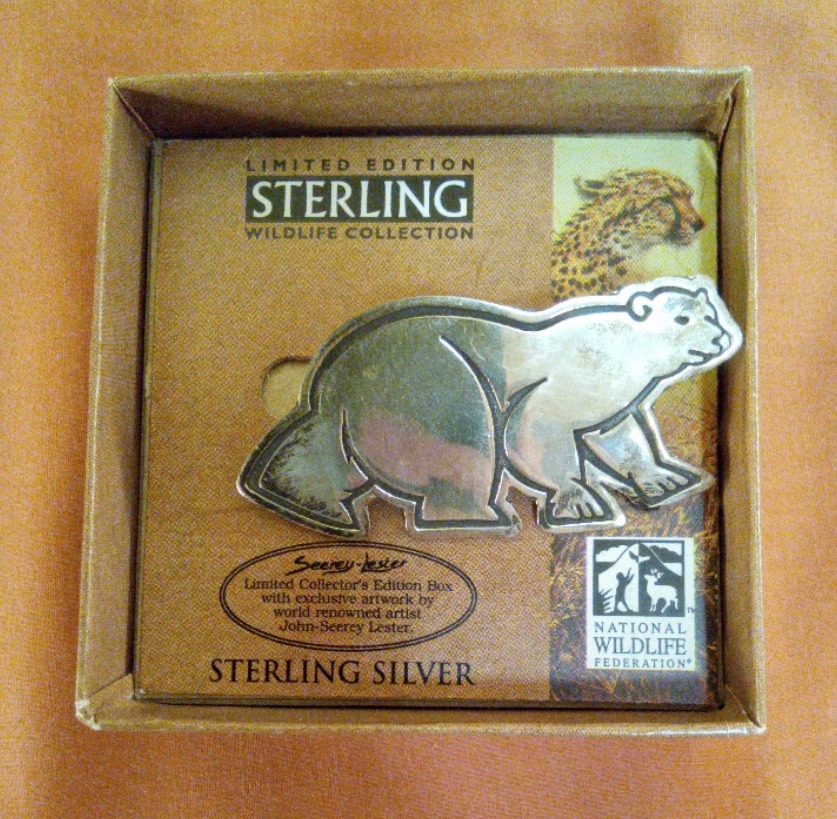 LIMITED EDITION
STERLING
WILDLIFE COLLECTION
Seerey-Lester
Limited Collector's Edition Box
with exclusive artwork by
world renowned artist
John-Seerey Lester.
STERLING SILVER
TM
NATIONAL
WILDLIFE
FEDERATION®